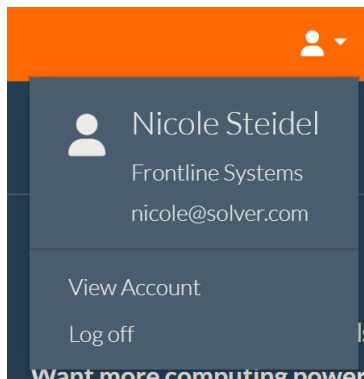 Nicole Steidel
Frontline Systems
nicole@solver.com
View Account
Log off
Want more computing power